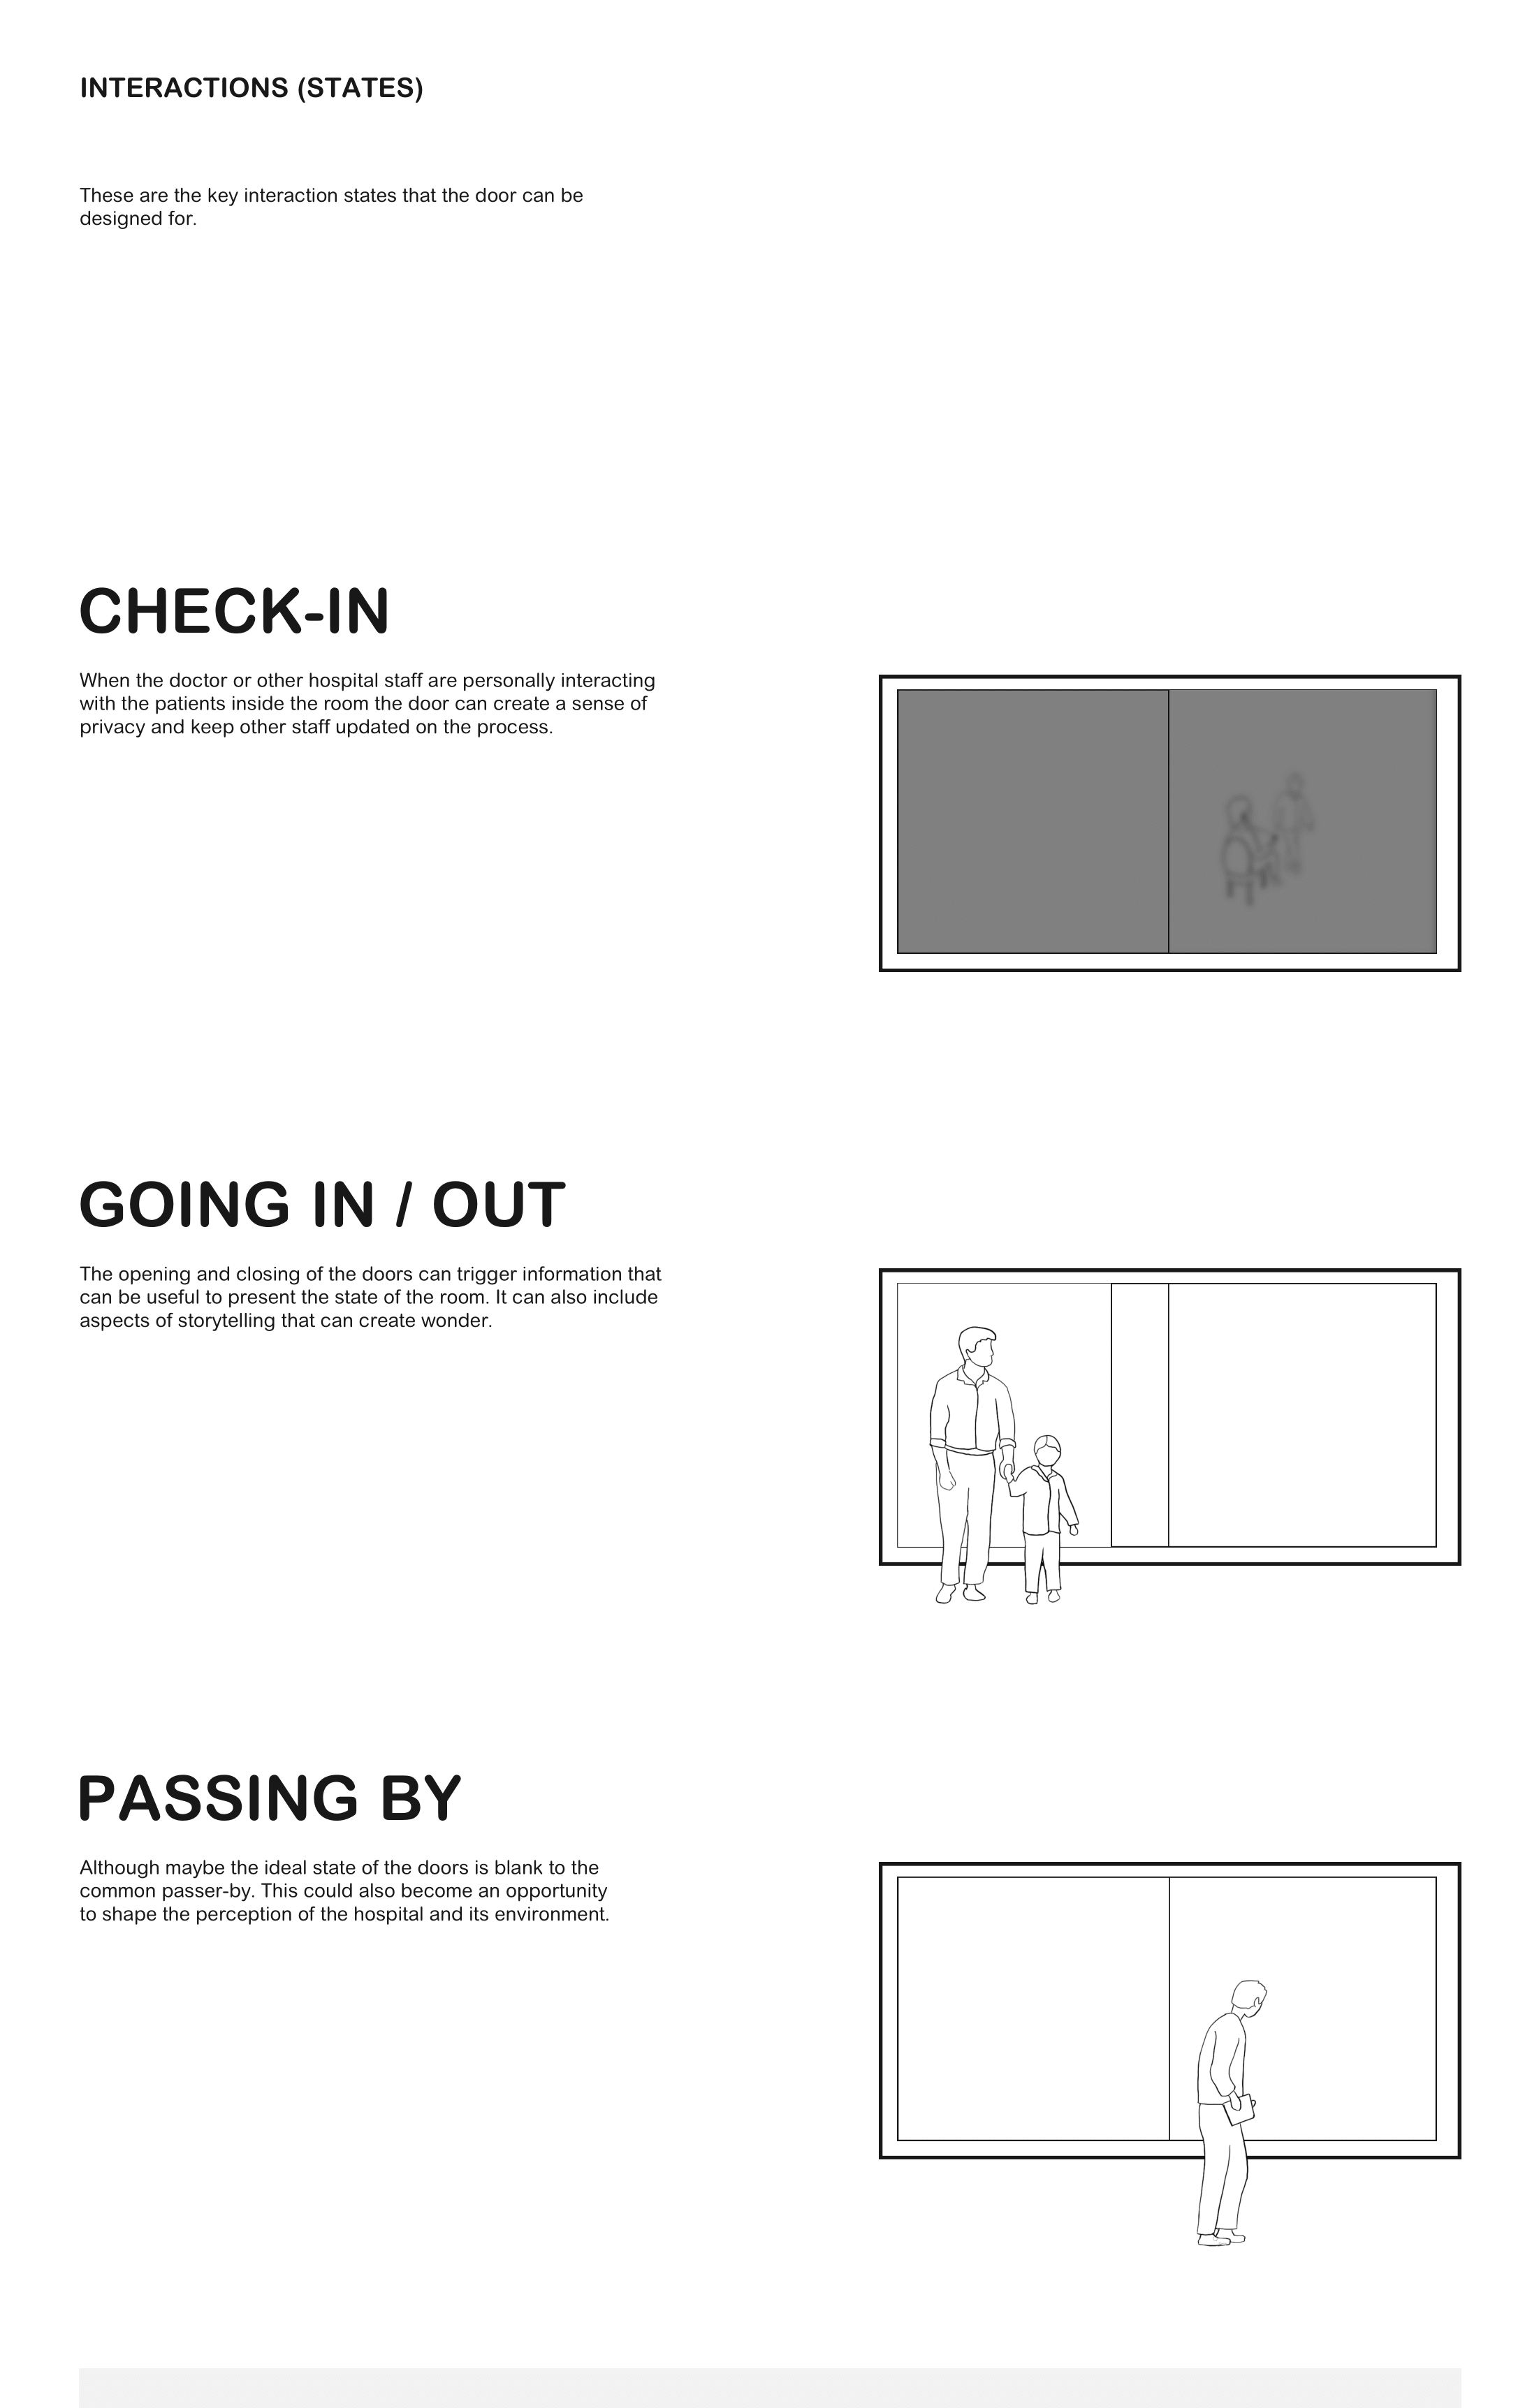 INTERACTIONS (STATES)
These are the key interaction states that the door can be
designed for.
CHECK-IN
When the doctor or other hospital staff are personally interacting
with the patients inside the room the door can create a sense of
privacy and keep other staff updated on the process.
GOING IN / OUT
The opening and closing of the doors can trigger information that
can be useful to present the state of the room. It can also include
aspects of storytelling that can create wonder.
PASSING BY
Although maybe the ideal state of the doors is blank to the
common passer-by. This could also become an opportunity
to shape the perception of the hospital and its environment.